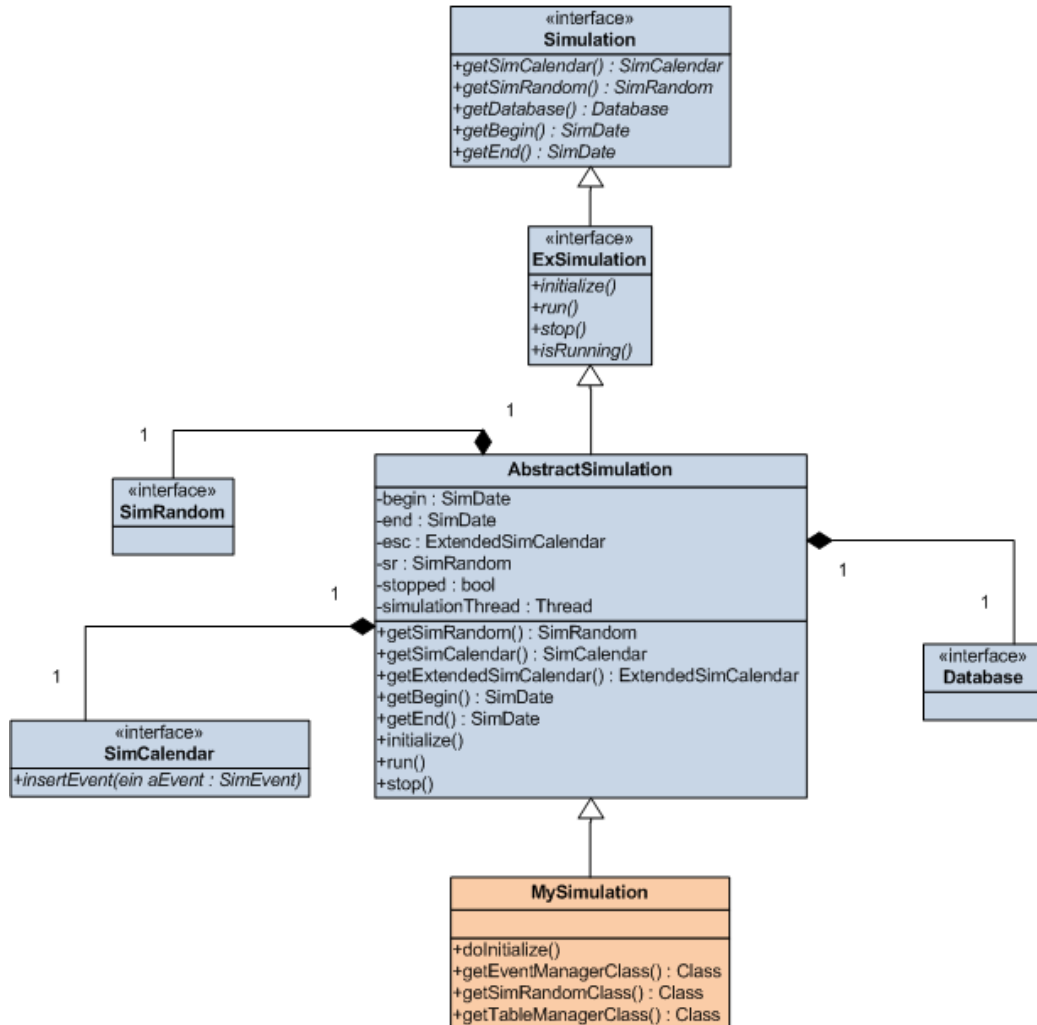 «interface»
Simulation
+getSimCalendar() : SimCalendar
+getSimRandom() : SimRandom
+getDatabase() : Database
+getBegin() : SimDate
+getEnd() : SimDate
«interface»
ExSimulation
+initialize()
+run()
+stop()
+isRunning()
1
1
«interface»
SimRandom
AbstractSimulation
-begin : SimDate
-end : SimDate
-esc : ExtendedSimCalendar
-sr : SimRandom
-stopped : bool
-simulationThread : Thread
+getSimRandom() : SimRandom
+getSimCalendar() : SimCalendar
+getExtendedSimCalendar() : ExtendedSimCalendar
+getBegin() : SimDate
+getEnd() : SimDate
+initialize()
+run()
+stop()
1
1
«interface»
Database
1
1
«interface»
SimCalendar
+insertEvent(ein aEvent : SimEvent)
MySimulation
+doInitialize()
+getEventManagerClass() : Class
+getSimRandomClass() : Class
+getTableManagerClass() : Class